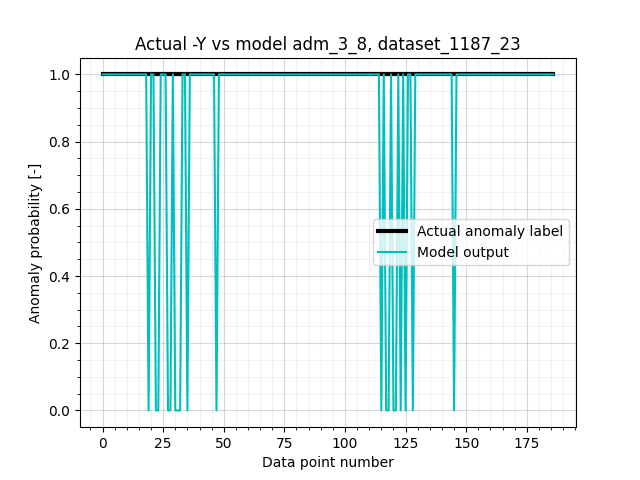 Actual -Y vs model adm_3_8, dataset_1187_23
Anomaly probability [-]
1.0
0.8
0.6
0.4
0.2
0.0
Actual anomaly label
Model output
0 25 50 75 100 125 150 175
Data point number